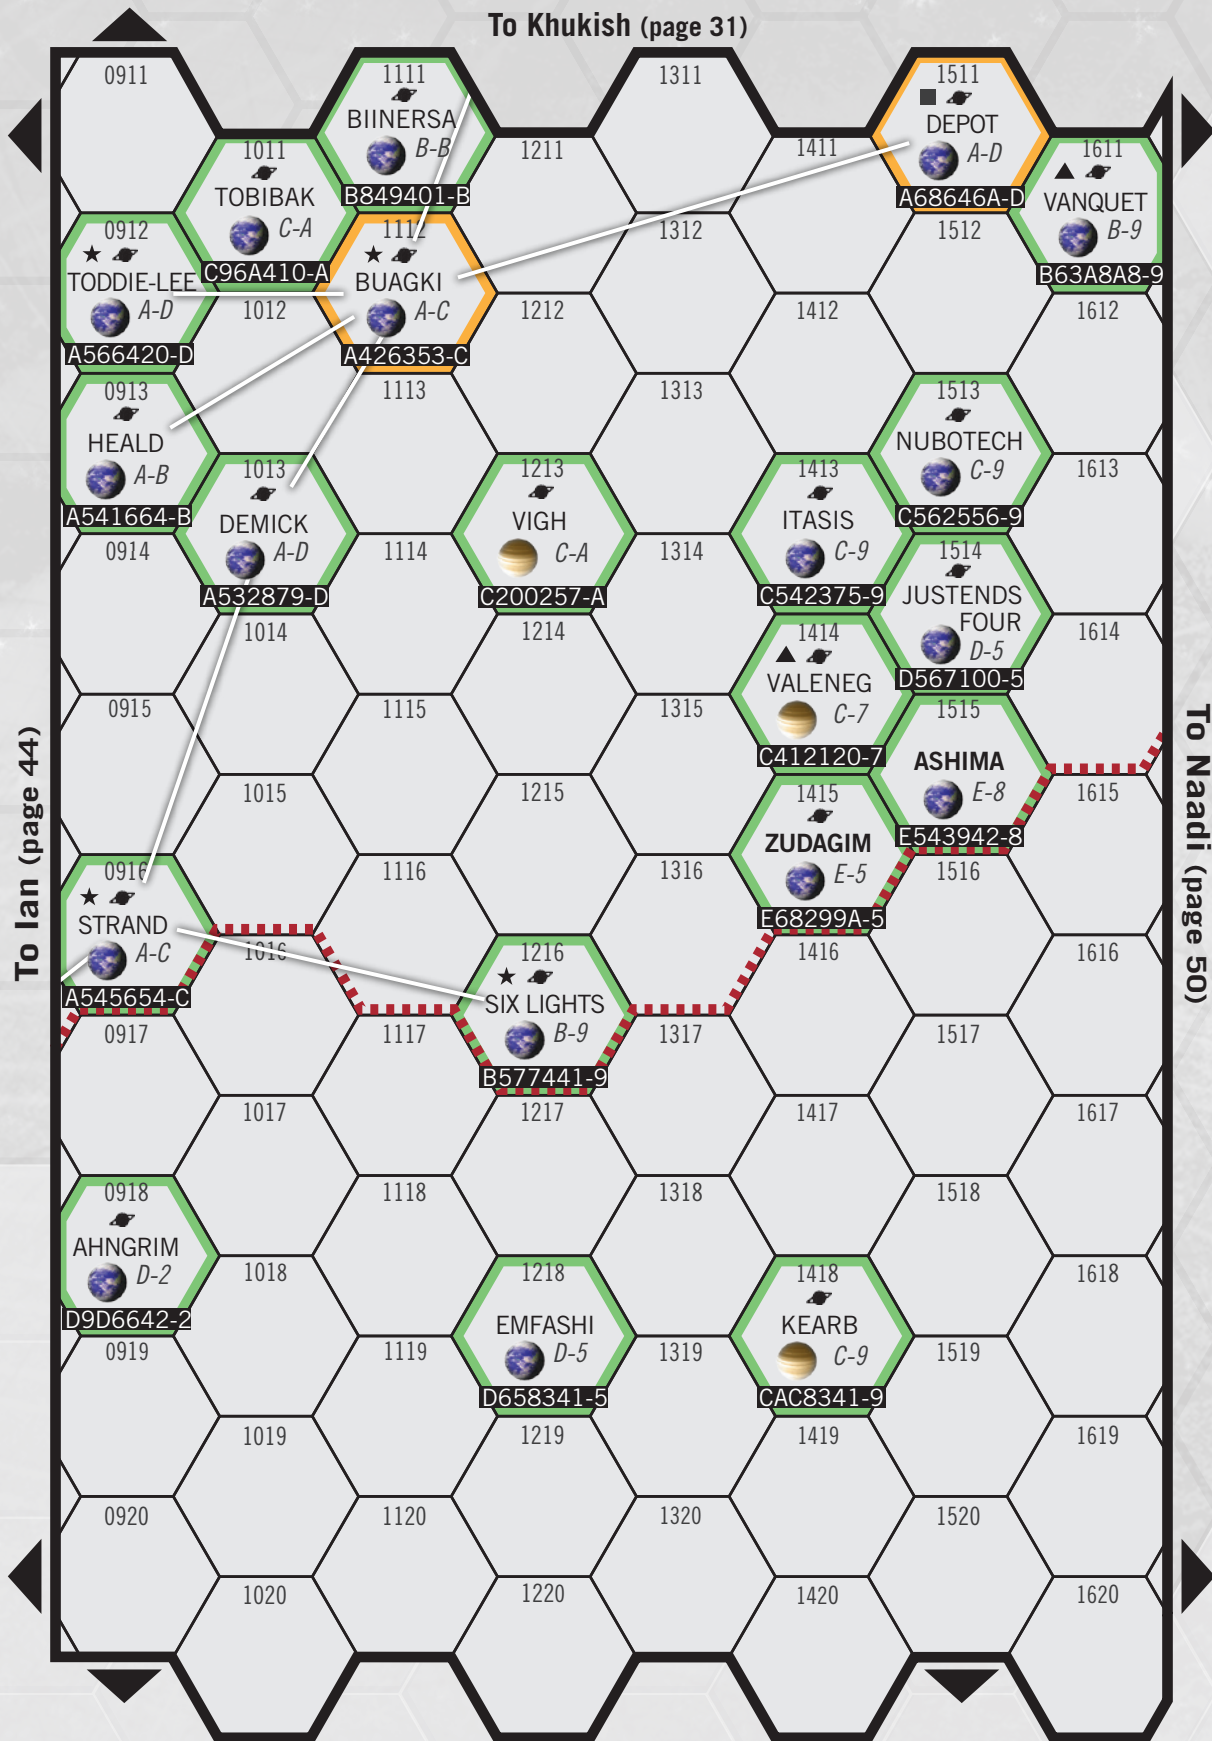 To Khukish (page 31)
0911
1111
BIINERSA
B-B
B849401-B
1311
1511
DEPOT
A-D
A68646A-D
1011
TOBIBAK
C-A
C96A410-A
1211
1411
1611
VANQUET
B-9
B63A8A8-9
0912
TODDIE-LEE
A-D
A566420-D
1112
BUAGKI
A-C
A426353-C
1312
1512
1012
1212
1412
1612
0913
HEALD
A-B
A541664-B
1113
1313
1513
NUBOTECH
C-9
C562556-9
1013
DEMICK
A-D
A532879-D
1213
VIGH
C-A
C200257-A
1413
ITASIS
C-9
C542375-9
1613
0914
1114
1314
1514
JUSTENDS
FOUR
D-5
D567100-5
1014
1214
1414
VALENEG
C-7
C412120-7
1614
0915
1115
1315
1515
ASHIMA
E-8
E543942-8
1015
1215
1415
ZUDAGIM
E-5
E68299A-5
1615
0916
STRAND
A-C
A545654-C
1116
1316
1516
1016
1216
SIX LIGHTS
B-9
B577441-9
1416
1616
0917
1117
1317
1517
1017
1217
1417
1617
0918
AHNGRIM
D-2
D9D6642-2
1118
1318
1518
1018
1218
EMFASHI
D-5
D658341-5
1418
KEARB
C-9
CAC8341-9
1618
0919
1119
1319
1519
1019
1219
1419
1619
0920
1120
1320
1520
1020
1220
1420
1620
To Ian (page 44)
To Naadi (page 50)